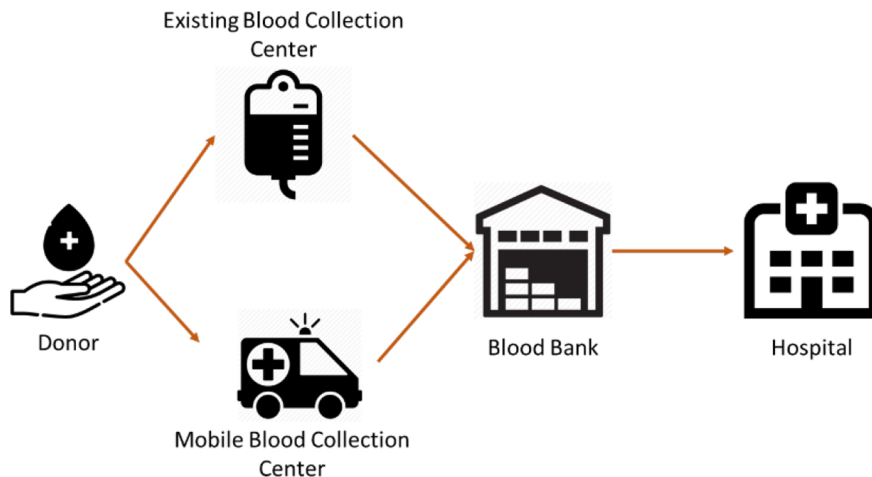 Existing Blood Collection
Center
Donor
Mobile Blood Collection
Center
Blood Bank
Hospital